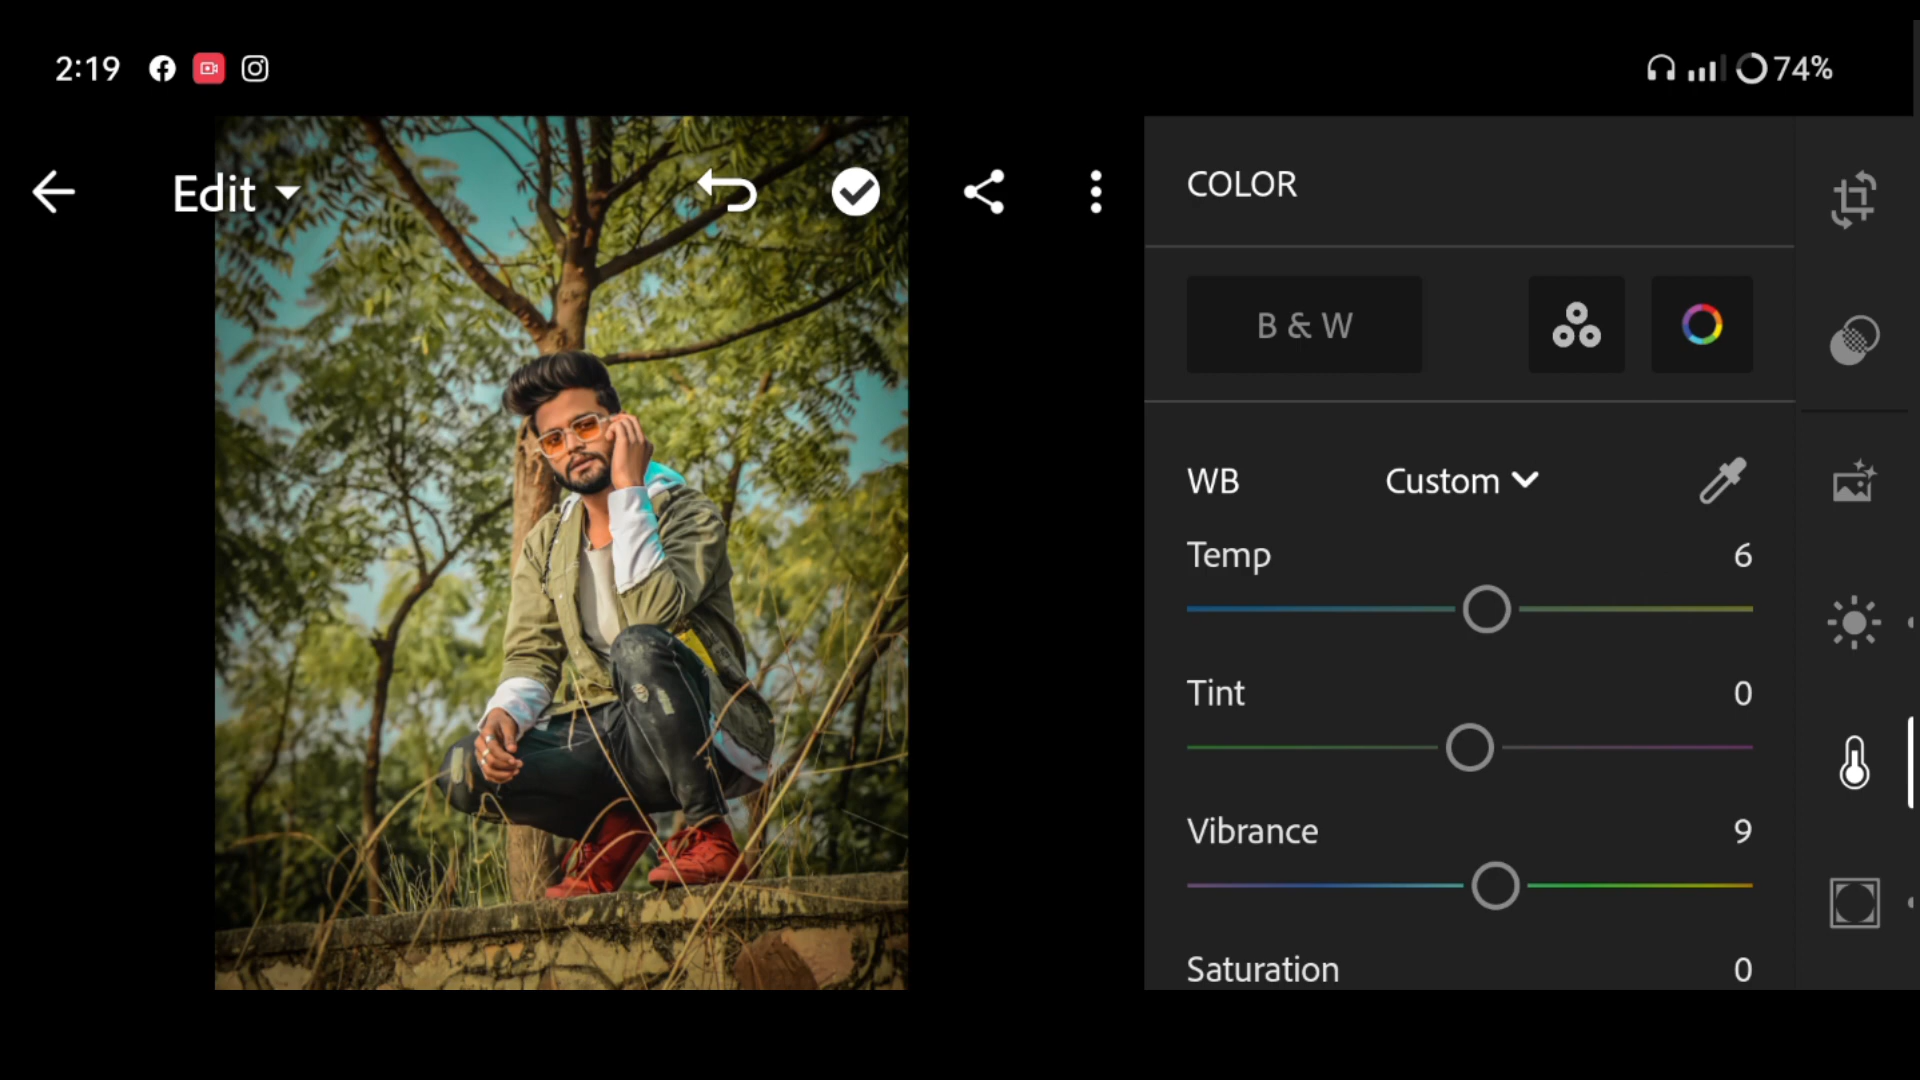 2:19
74%
Edit
COLOR
B & W
WB Custom
Temp 6
Tint 0
Vibrance 9
Saturation 0